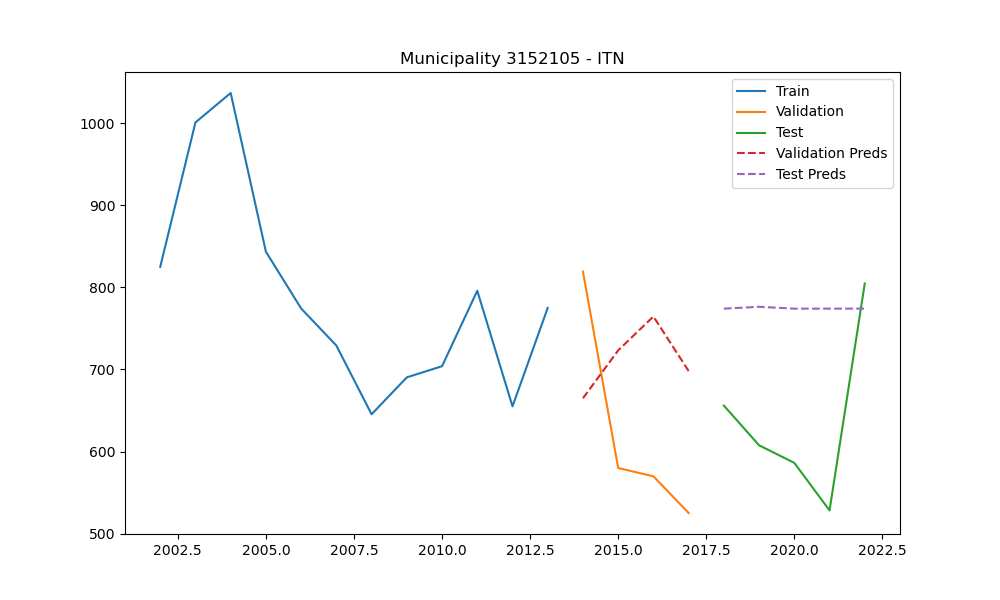 Municipality 3152105 - ITN
Train
Validation
Test
Validation Preds
Test Preds
1000
900
800
700
600
500
2002.5 2005.0 2007.5 2010.0 2012.5 2015.0 2017.5 2020.0 2022.5